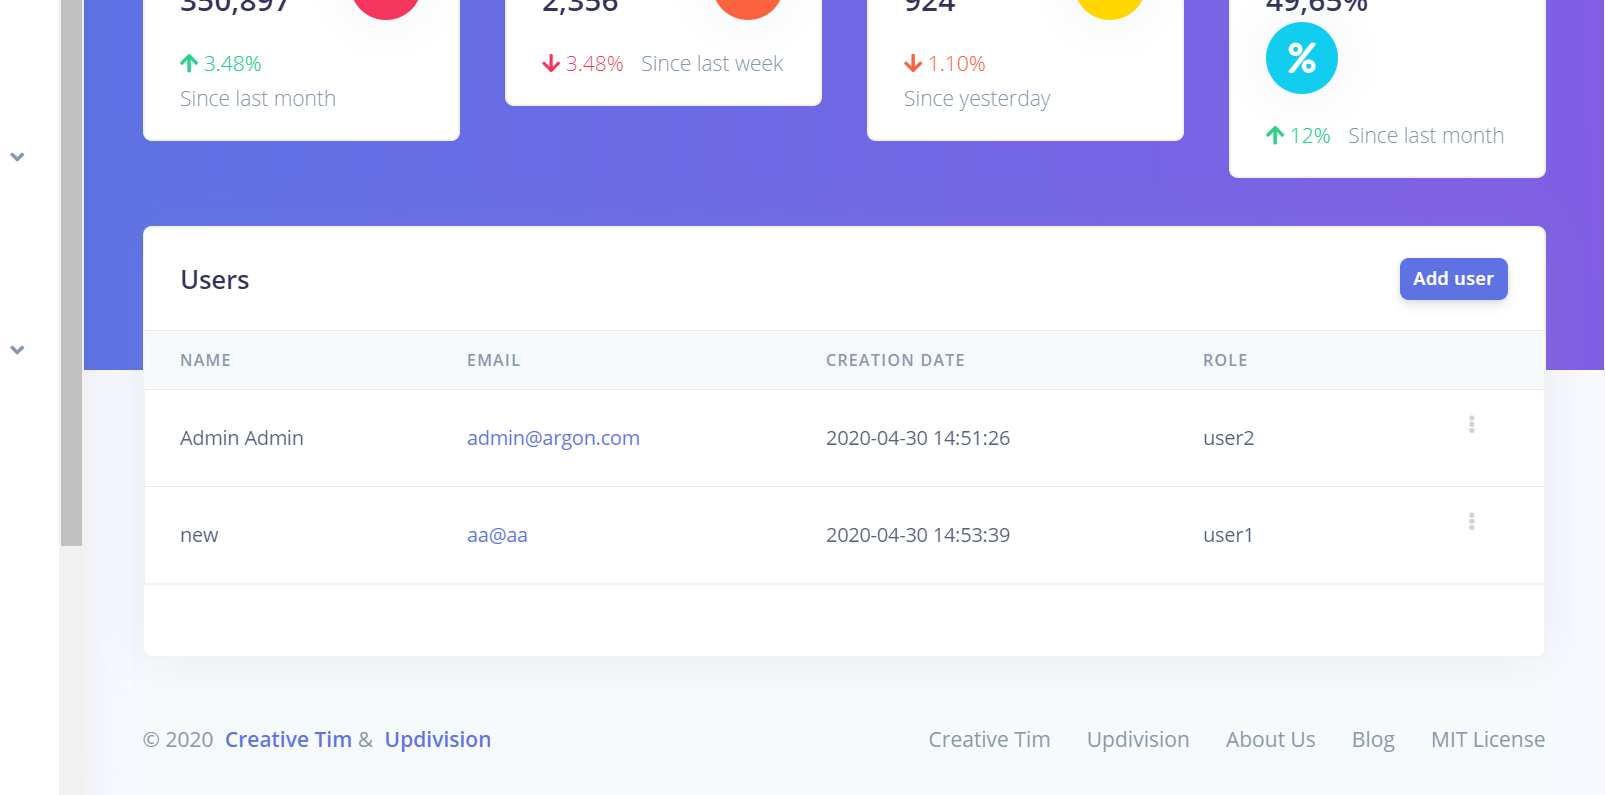 350,897
2,356
924
49,65%
3.48%
Since last month
3.48% Since last week
1.10%
Since yesterday
%
12% Since last month
Users
Add user
NAME EMAIL CREATION DATE ROLE
Admin Admin admin@argon.com 2020-04-30 14:51:26 user2
new aa@aa 2020-04-30 14:53:39 user1
© 2020 Creative Tim & Updivision
Creative Tim Updivision About Us Blog MIT License